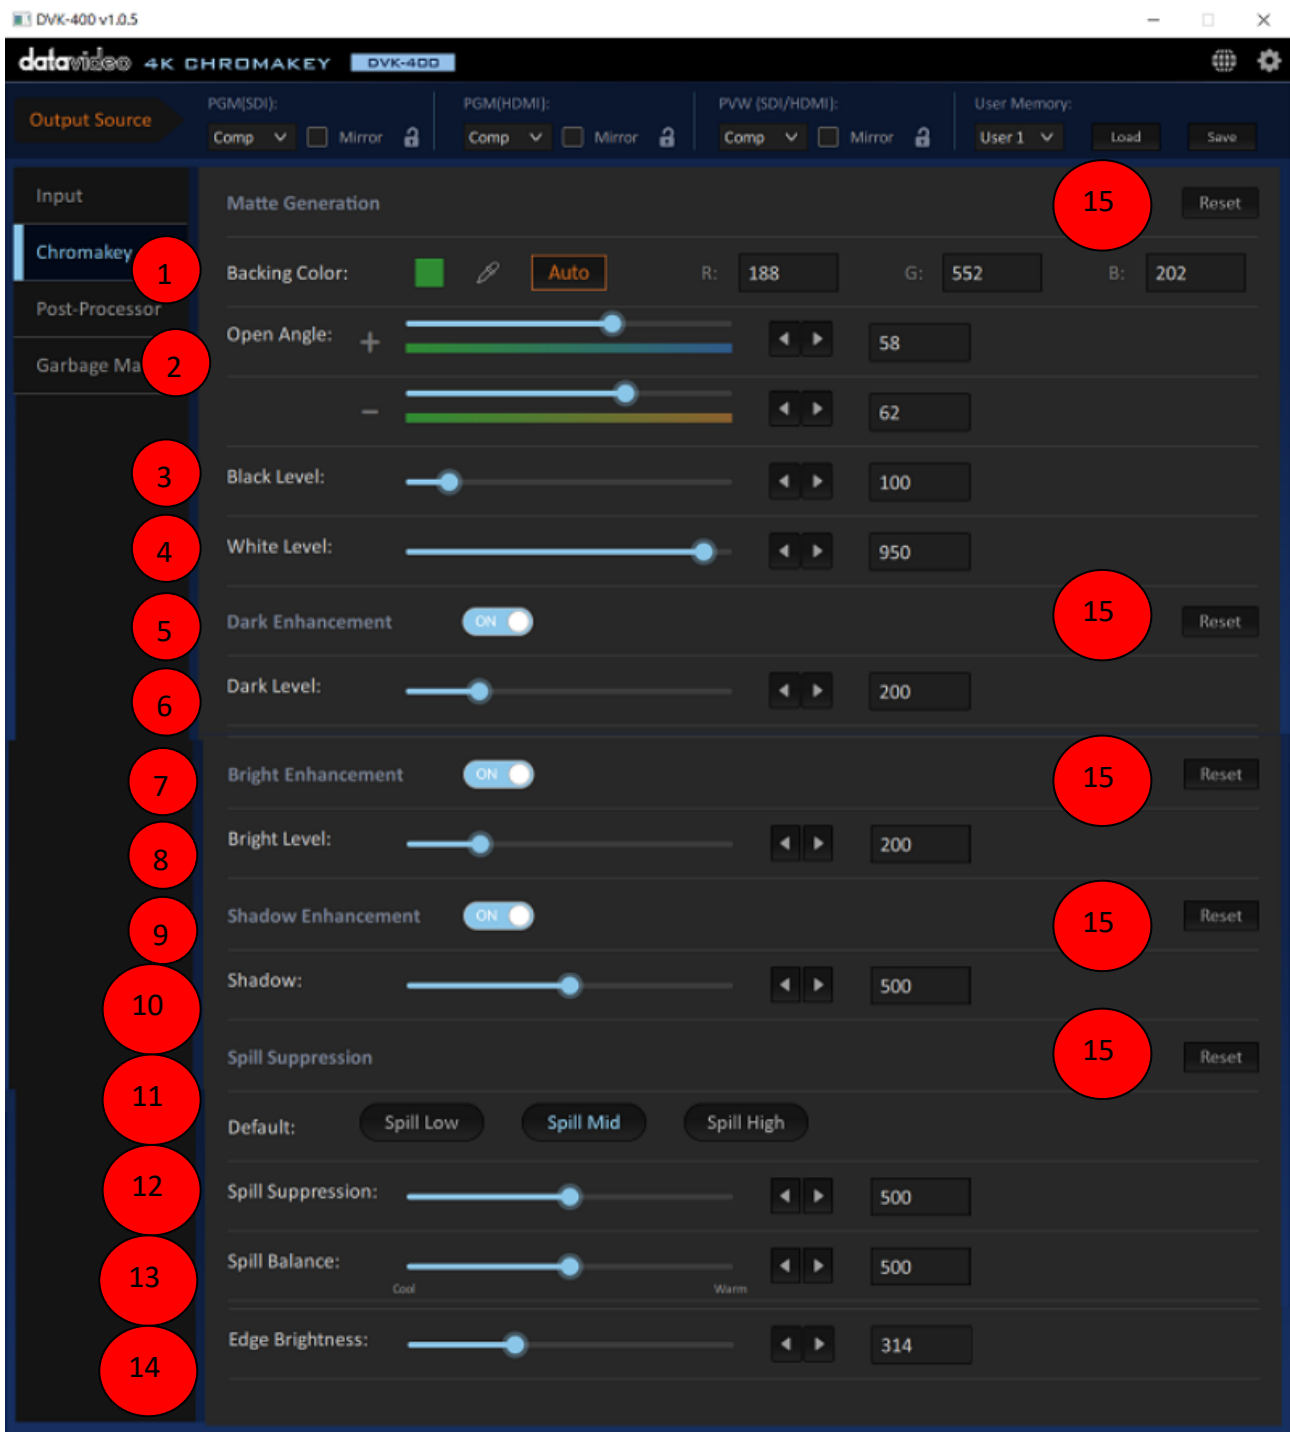 DVK-400 v1.0.5
datavideo 4K CHROMAKEY DVK-400
Output Source
PGM(SDI): PGM(HDMI): PVW (SDI/HDMI): User Memory:
Comp Mirror Comp Mirror Comp Mirror User 1 Load Save
Input
Chromakey
Post-Processor
Garbage Ma
Matte Generation 15 Reset
1 Backing Color: Auto R: 188 G: 552 B: 202
2 Open Angle: + 58
− 62
3 Black Level: 100
4 White Level: 950
5 Dark Enhancement ON 15 Reset
6 Dark Level: 200
7 Bright Enhancement ON 15 Reset
8 Bright Level: 200
9 Shadow Enhancement ON 15 Reset
10 Shadow: 500
Spill Suppression 15 Reset
11 Default: Spill Low Spill Mid Spill High
12 Spill Suppression: 500
13 Spill Balance: 500
Cool Warm
14 Edge Brightness: 314